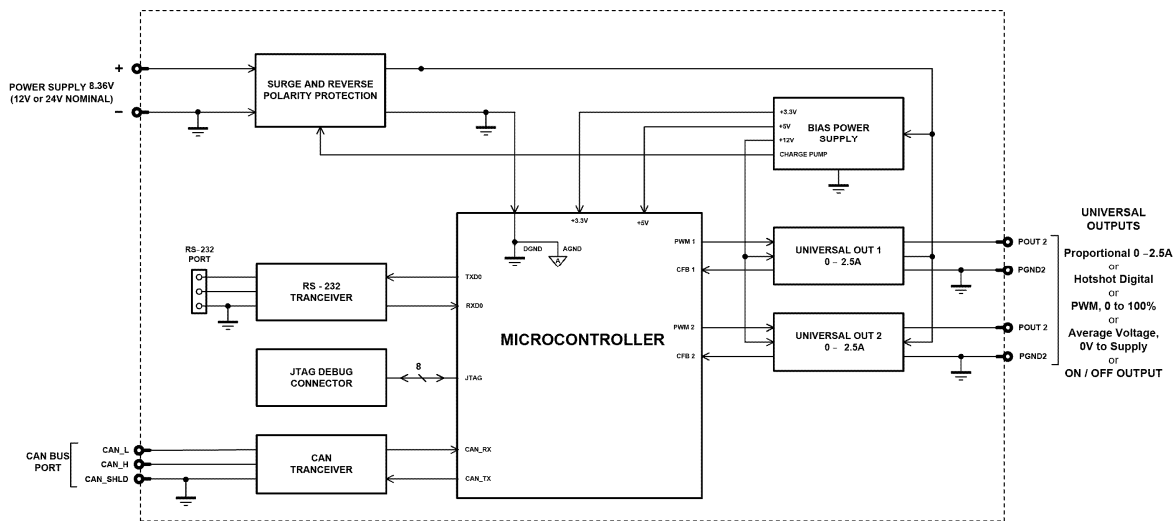 +
POWER SUPPLY 8.36V
(12V or 24V NOMINAL)
−
SURGE AND REVERSE
POLARITY PROTECTION
+3.3V
+5V
+12V
CHARGE PUMP
BIAS POWER
SUPPLY
+3.3V
+5V
DGND
AGND
A
RS-232
PORT
RS - 232
TRANCEIVER
TXD0
RXD0
JTAG DEBUG
CONNECTOR
8
JTAG
CAN BUS
PORT
CAN_L
CAN_H
CAN_SHLD
CAN
TRANCEIVER
CAN_RX
CAN_TX
MICROCONTROLLER
PWM 1
CFB 1
PWM 2
CFB 2
UNIVERSAL OUT 1
0 – 2.5A
UNIVERSAL OUT 2
0 – 2.5A
POUT 2
PGND2
POUT 2
PGND2
UNIVERSAL
OUTPUTS
Proportional 0 –2.5A
or
Hotshot Digital
or
PWM, 0 to 100%
or
Average Voltage,
0V to Supply
or
ON / OFF OUTPUT